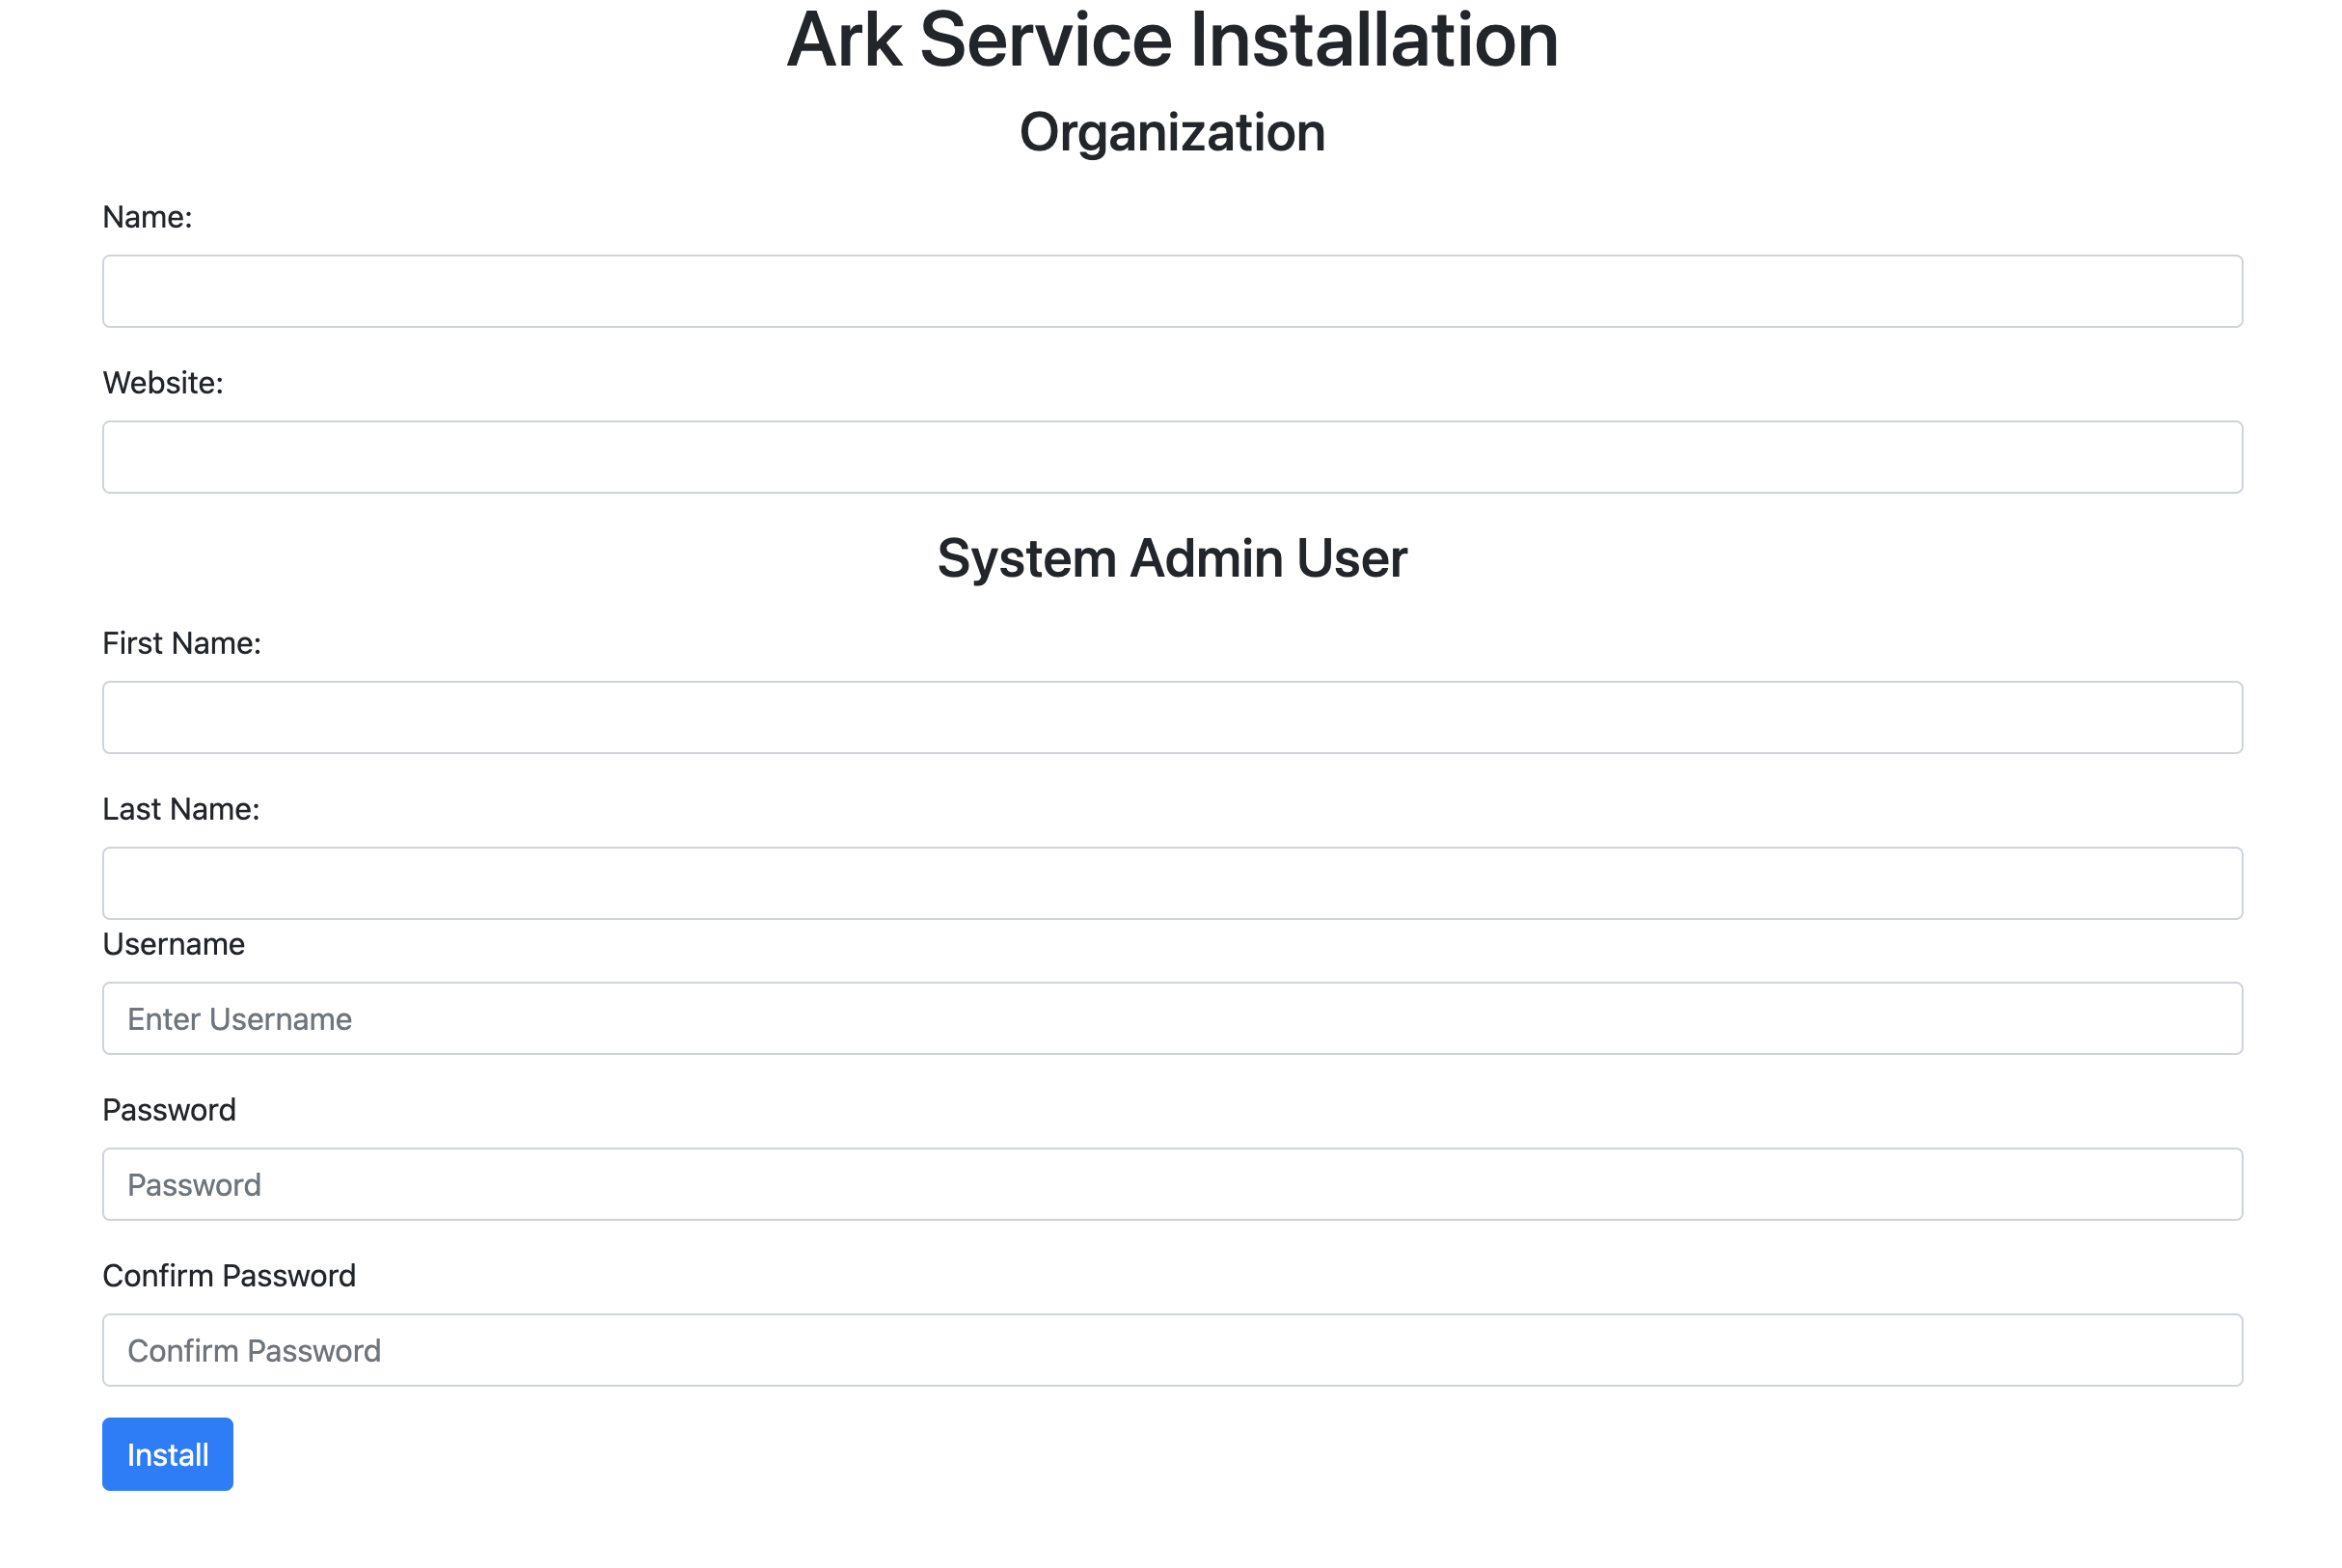 Ark Service Installation
Organization
Name:
Website:
System Admin User
First Name:
Last Name:
Username
Enter Username
Password
Password
Confirm Password
Confirm Password
Install